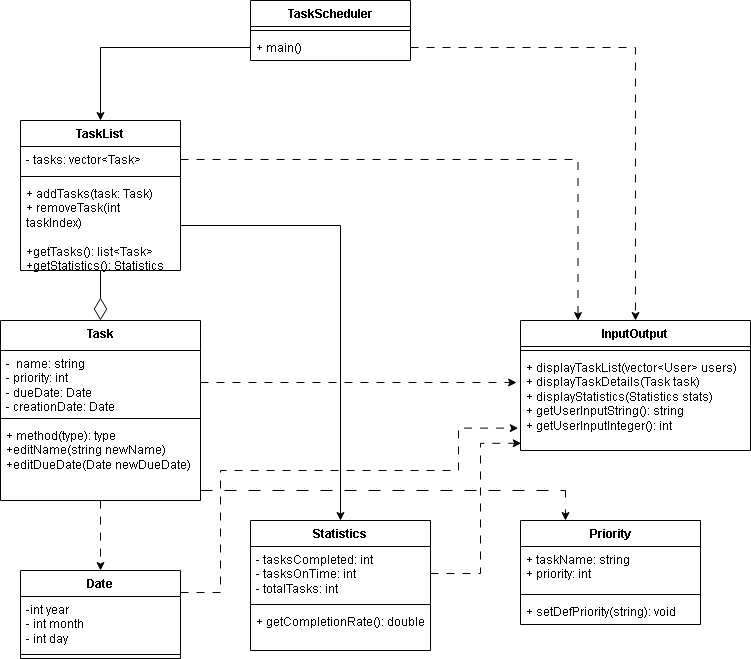 TaskScheduler
+ main()
TaskList
- tasks: vector<Task>
+ addTasks(task: Task)
+ removeTask(int
taskIndex)
+getTasks(): list<Task>
+getStatistics(): Statistics
Task
-  name: string
- priority: int
- dueDate: Date
- creationDate: Date
+ method(type): type
+editName(string newName)
+editDueDate(Date newDueDate)
InputOutput
+ displayTaskList(vector<User> users)
+ displayTaskDetails(Task task)
+ displayStatistics(Statistics stats)
+ getUserInputString(): string
+ getUserInputInteger(): int
Date
-int year
- int month
- int day
Statistics
- tasksCompleted: int
- tasksOnTime: int
- totalTasks: int
+ getCompletionRate(): double
Priority
+ taskName: string
+ priority: int
+ setDefPriority(string): void